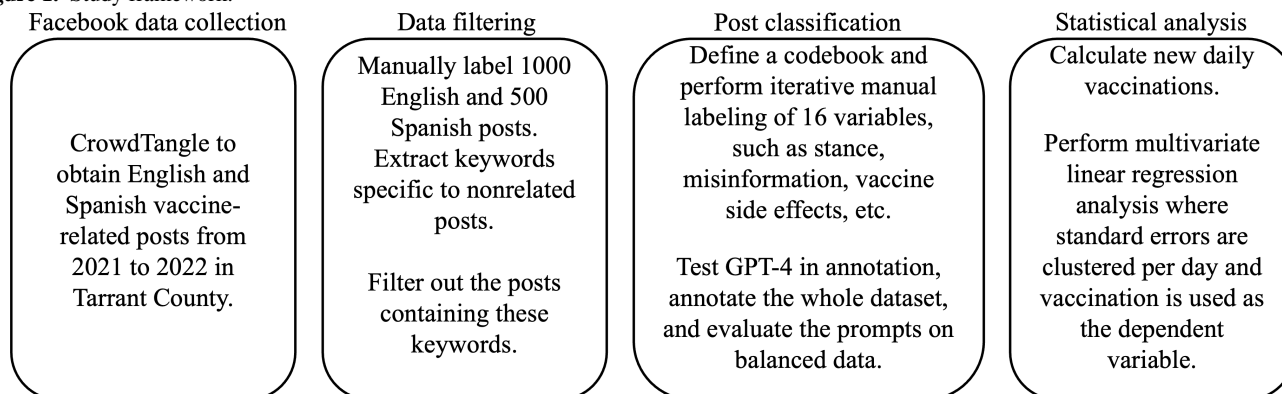 Study framework.
Facebook data collection
CrowdTangle to
obtain English and
Spanish vaccine-
related posts from
2021 to 2022 in
Tarrant County.
Data filtering
Manually label 1000
English and 500
Spanish posts.
Extract keywords
specific to nonrelated
posts.
Filter out the posts
containing these
keywords.
Post classification
Define a codebook and
perform iterative manual
labeling of 16 variables,
such as stance,
misinformation, vaccine
side effects, etc.
Test GPT-4 in annotation,
annotate the whole dataset,
and evaluate the prompts on
balanced data.
Statistical analysis
Calculate new daily
vaccinations.
Perform multivariate
linear regression
analysis where
standard errors are
clustered per day and
vaccination is used as
the dependent
variable.